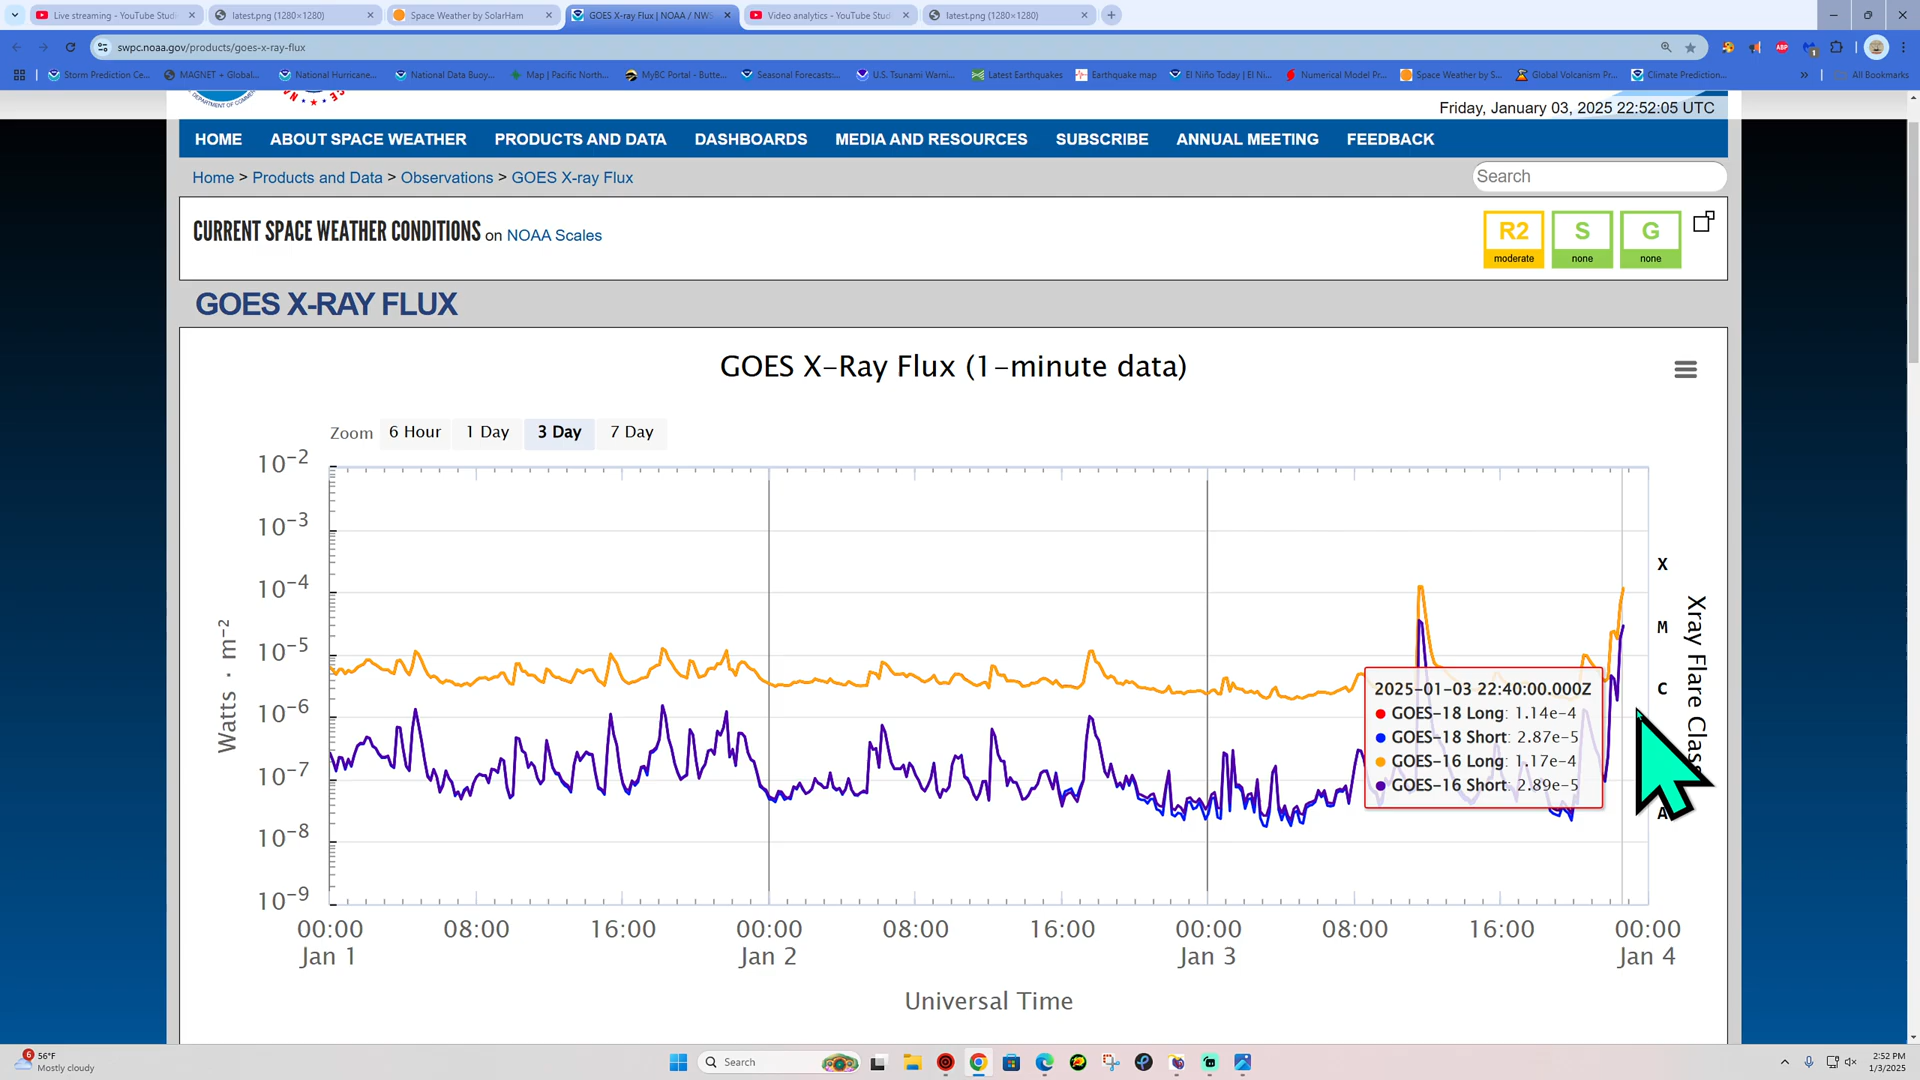 Live streaming - YouTube Stud
latest.png (1280×1280)
Space Weather by SolarHam
GOES X-ray Flux | NOAA / NWS
Video analytics - YouTube Stud
latest.png (1280×1280)
swpc.noaa.gov/products/goes-x-ray-flux
Storm Prediction Ce...
MAGNET + Global...
National Hurricane...
National Data Buoy...
Map | Pacific North...
MyBC Portal - Butte...
Seasonal Forecasts:...
U.S. Tsunami Warni...
Latest Earthquakes
Earthquake map
El Niño Today | El Ni...
Numerical Model Pr...
Space Weather by S...
Global Volcanism Pr...
Climate Prediction...
All Bookmarks
Friday, January 03, 2025 22:52:05 UTC
HOME ABOUT SPACE WEATHER PRODUCTS AND DATA DASHBOARDS MEDIA AND RESOURCES SUBSCRIBE ANNUAL MEETING FEEDBACK
Home > Products and Data > Observations > GOES X-ray Flux
Search
CURRENT SPACE WEATHER CONDITIONS on NOAA Scales
R2 S G
moderate none none
GOES X-RAY FLUX
GOES X-Ray Flux (1-minute data)
Zoom 6 Hour 1 Day 3 Day 7 Day
10⁻²
10⁻³
10⁻⁴
10⁻⁵
10⁻⁶
10⁻⁷
10⁻⁸
10⁻⁹
Watts · m⁻²
X
M
C
A
Xray Flare Class
2025-01-03 22:40:00.000Z
GOES-18 Long: 1.14e-4
GOES-18 Short: 2.87e-5
GOES-16 Long: 1.17e-4
GOES-16 Short: 2.89e-5
00:00 08:00 16:00 00:00 08:00 16:00 00:00 08:00 16:00 00:00
Jan 1 Jan 2 Jan 3 Jan 4
Universal Time
6
56°F
Mostly cloudy
Search
2:52 PM
1/3/2025